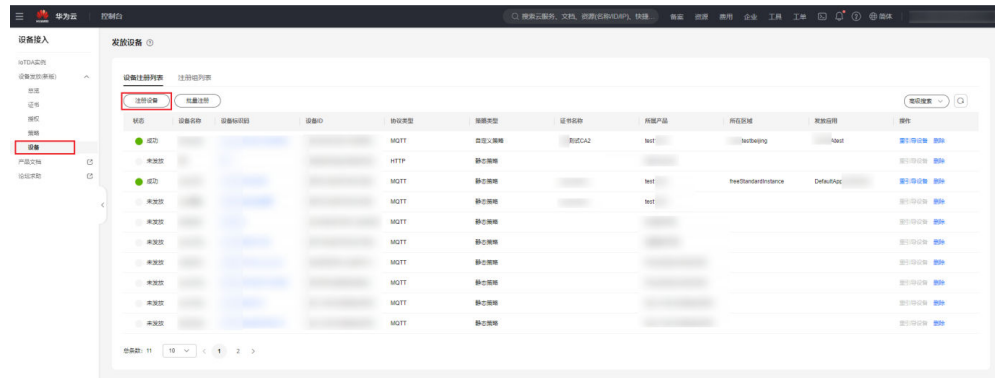 华为云 控制台 搜索云服务、文档、资源(名称/ID/IP)、快捷... 备案 资源 费用 企业 工具 工单 简体
设备接入
发放设备
IoTDA实例
设备发放(新版)
总览
证书
授权
策略
设备
产品文档
论坛求助
设备注册列表 注册组列表
注册设备 批量注册 高级搜索
状态 设备名称 设备标识码 设备ID 协议类型 策略类型 证书名称 所属产品 所在区域 发放应用 操作
成功 MQTT 自定义策略 测试CA2 test testbeijing Atest 重引导设备 删除
未发放 HTTP 静态策略 重引导设备 删除
成功 MQTT 静态策略 test freeStandardInstance DefaultApp 重引导设备 删除
未发放 MQTT 静态策略 test 重引导设备 删除
未发放 MQTT 静态策略 重引导设备 删除
未发放 MQTT 静态策略 重引导设备 删除
未发放 MQTT 静态策略 重引导设备 删除
未发放 MQTT 静态策略 重引导设备 删除
未发放 MQTT 静态策略 重引导设备 删除
未发放 MQTT 静态策略 重引导设备 删除
总条数: 11 10 < 1 2 >